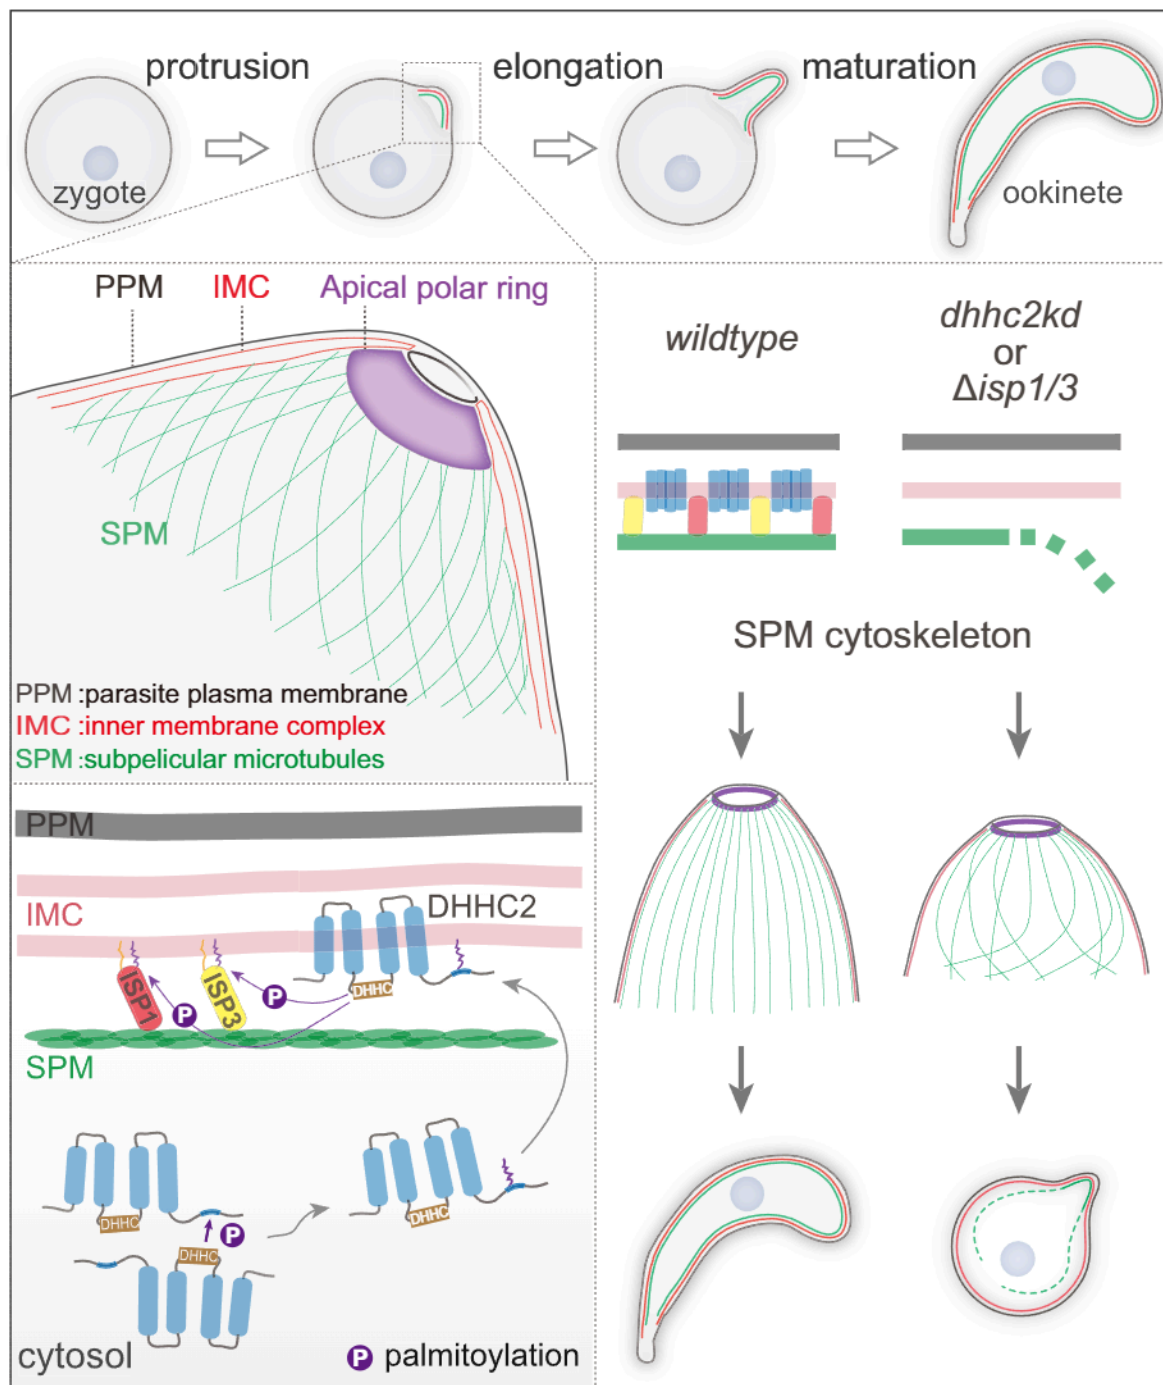 protrusion
elongation
maturation
zygote
ookinete
PPM
IMC
Apical polar ring
SPM
PPM :parasite plasma membrane
IMC :inner membrane complex
SPM :subpelicular microtubules
PPM
IMC
DHHC2
DHHC
ISP1
P
ISP3
P
SPM
DHHC
P
DHHC
DHHC
cytosol
P palmitoylation
wildtype
dhhc2kd
or
Δisp1/3
SPM cytoskeleton